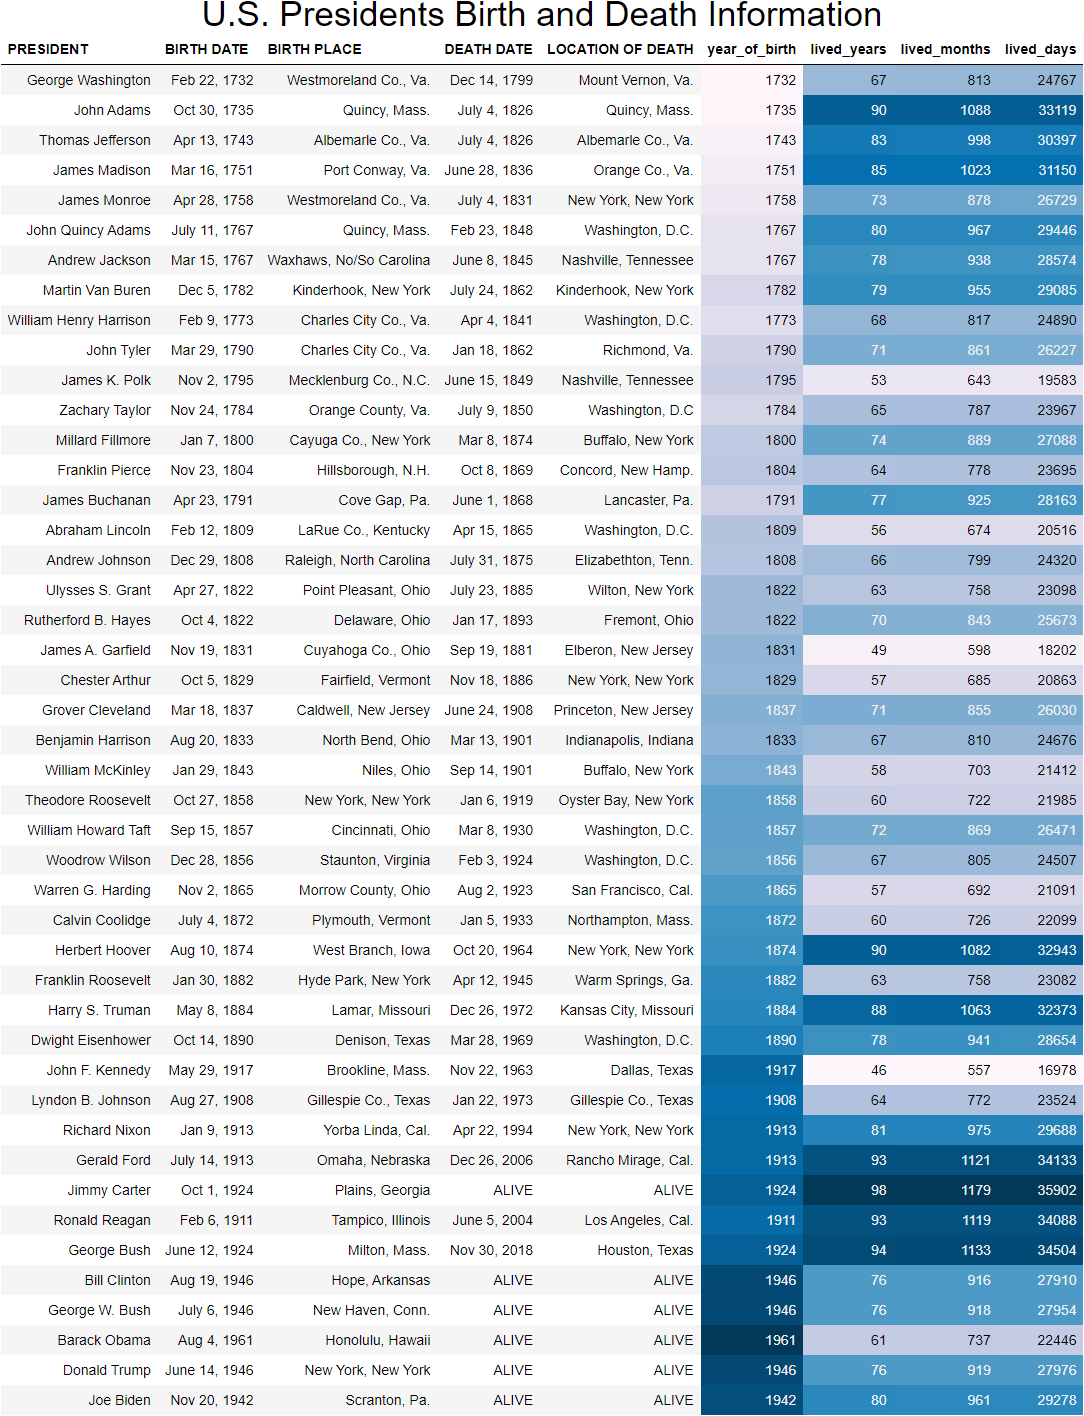 U.S. Presidents Birth and Death Information
PRESIDENT BIRTH DATE BIRTH PLACE DEATH DATE LOCATION OF DEATH year_of_birth lived_years lived_months lived_days
George Washington Feb 22, 1732 Westmoreland Co., Va. Dec 14, 1799 Mount Vernon, Va. 1732 67 813 24767
John Adams Oct 30, 1735 Quincy, Mass. July 4, 1826 Quincy, Mass. 1735 90 1088 33119
Thomas Jefferson Apr 13, 1743 Albemarle Co., Va. July 4, 1826 Albemarle Co., Va. 1743 83 998 30397
James Madison Mar 16, 1751 Port Conway, Va. June 28, 1836 Orange Co., Va. 1751 85 1023 31150
James Monroe Apr 28, 1758 Westmoreland Co., Va. July 4, 1831 New York, New York 1758 73 878 26729
John Quincy Adams July 11, 1767 Quincy, Mass. Feb 23, 1848 Washington, D.C. 1767 80 967 29446
Andrew Jackson Mar 15, 1767 Waxhaws, No/So Carolina June 8, 1845 Nashville, Tennessee 1767 78 938 28574
Martin Van Buren Dec 5, 1782 Kinderhook, New York July 24, 1862 Kinderhook, New York 1782 79 955 29085
William Henry Harrison Feb 9, 1773 Charles City Co., Va. Apr 4, 1841 Washington, D.C. 1773 68 817 24890
John Tyler Mar 29, 1790 Charles City Co., Va. Jan 18, 1862 Richmond, Va. 1790 71 861 26227
James K. Polk Nov 2, 1795 Mecklenburg Co., N.C. June 15, 1849 Nashville, Tennessee 1795 53 643 19583
Zachary Taylor Nov 24, 1784 Orange County, Va. July 9, 1850 Washington, D.C 1784 65 787 23967
Millard Fillmore Jan 7, 1800 Cayuga Co., New York Mar 8, 1874 Buffalo, New York 1800 74 889 27088
Franklin Pierce Nov 23, 1804 Hillsborough, N.H. Oct 8, 1869 Concord, New Hamp. 1804 64 778 23695
James Buchanan Apr 23, 1791 Cove Gap, Pa. June 1, 1868 Lancaster, Pa. 1791 77 925 28163
Abraham Lincoln Feb 12, 1809 LaRue Co., Kentucky Apr 15, 1865 Washington, D.C. 1809 56 674 20516
Andrew Johnson Dec 29, 1808 Raleigh, North Carolina July 31, 1875 Elizabethton, Tenn. 1808 66 799 24320
Ulysses S. Grant Apr 27, 1822 Point Pleasant, Ohio July 23, 1885 Wilton, New York 1822 63 758 23098
Rutherford B. Hayes Oct 4, 1822 Delaware, Ohio Jan 17, 1893 Fremont, Ohio 1822 70 843 25673
James A. Garfield Nov 19, 1831 Cuyahoga Co., Ohio Sep 19, 1881 Elberon, New Jersey 1831 49 598 18202
Chester Arthur Oct 5, 1829 Fairfield, Vermont Nov 18, 1886 New York, New York 1829 57 685 20863
Grover Cleveland Mar 18, 1837 Caldwell, New Jersey June 24, 1908 Princeton, New Jersey 1837 71 855 26030
Benjamin Harrison Aug 20, 1833 North Bend, Ohio Mar 13, 1901 Indianapolis, Indiana 1833 67 810 24676
William McKinley Jan 29, 1843 Niles, Ohio Sep 14, 1901 Buffalo, New York 1843 58 703 21412
Theodore Roosevelt Oct 27, 1858 New York, New York Jan 6, 1919 Oyster Bay, New York 1858 60 722 21985
William Howard Taft Sep 15, 1857 Cincinnati, Ohio Mar 8, 1930 Washington, D.C. 1857 72 869 26471
Woodrow Wilson Dec 28, 1856 Staunton, Virginia Feb 3, 1924 Washington, D.C. 1856 67 805 24507
Warren G. Harding Nov 2, 1865 Morrow County, Ohio Aug 2, 1923 San Francisco, Cal. 1865 57 692 21091
Calvin Coolidge July 4, 1872 Plymouth, Vermont Jan 5, 1933 Northampton, Mass. 1872 60 726 22099
Herbert Hoover Aug 10, 1874 West Branch, Iowa Oct 20, 1964 New York, New York 1874 90 1082 32943
Franklin Roosevelt Jan 30, 1882 Hyde Park, New York Apr 12, 1945 Warm Springs, Ga. 1882 63 758 23082
Harry S. Truman May 8, 1884 Lamar, Missouri Dec 26, 1972 Kansas City, Missouri 1884 88 1063 32373
Dwight Eisenhower Oct 14, 1890 Denison, Texas Mar 28, 1969 Washington, D.C. 1890 78 941 28654
John F. Kennedy May 29, 1917 Brookline, Mass. Nov 22, 1963 Dallas, Texas 1917 46 557 16978
Lyndon B. Johnson Aug 27, 1908 Gillespie Co., Texas Jan 22, 1973 Gillespie Co., Texas 1908 64 772 23524
Richard Nixon Jan 9, 1913 Yorba Linda, Cal. Apr 22, 1994 New York, New York 1913 81 975 29688
Gerald Ford July 14, 1913 Omaha, Nebraska Dec 26, 2006 Rancho Mirage, Cal. 1913 93 1121 34133
Jimmy Carter Oct 1, 1924 Plains, Georgia ALIVE ALIVE 1924 98 1179 35902
Ronald Reagan Feb 6, 1911 Tampico, Illinois June 5, 2004 Los Angeles, Cal. 1911 93 1119 34088
George Bush June 12, 1924 Milton, Mass. Nov 30, 2018 Houston, Texas 1924 94 1133 34504
Bill Clinton Aug 19, 1946 Hope, Arkansas ALIVE ALIVE 1946 76 916 27910
George W. Bush July 6, 1946 New Haven, Conn. ALIVE ALIVE 1946 76 918 27954
Barack Obama Aug 4, 1961 Honolulu, Hawaii ALIVE ALIVE 1961 61 737 22446
Donald Trump June 14, 1946 New York, New York ALIVE ALIVE 1946 76 919 27976
Joe Biden Nov 20, 1942 Scranton, Pa. ALIVE ALIVE 1942 80 961 29278